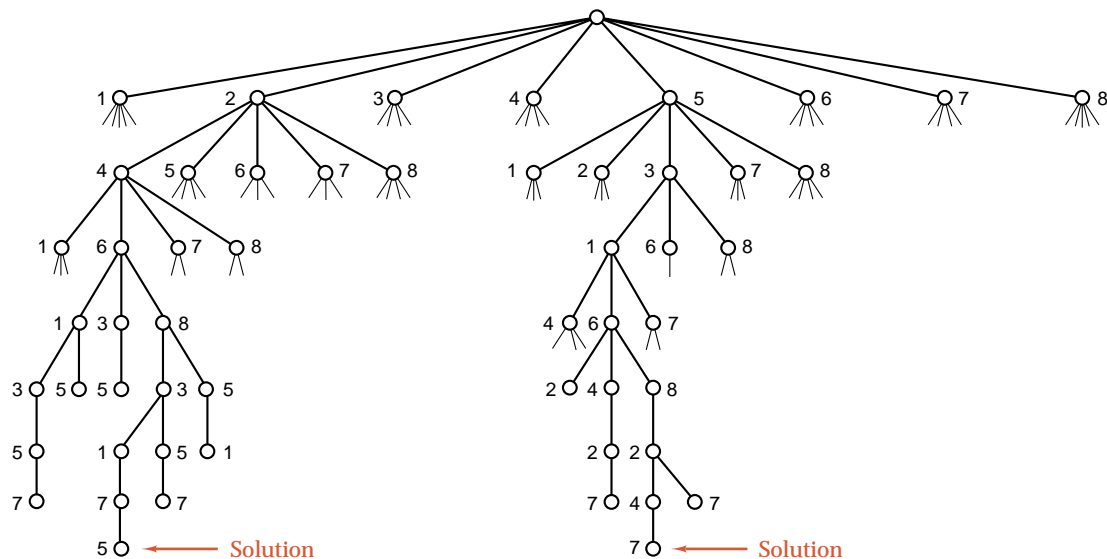 1 2 3 4 5 6 7 8
4 5 6 7 8 1 2 3 7 8
1 6 7 8 1 6 8
1 3 8 4 6 7
3 5 5 3 5 2 4 8
5 1 5 1 2 2
7 7 7 7 4 7
5 Solution 7 Solution